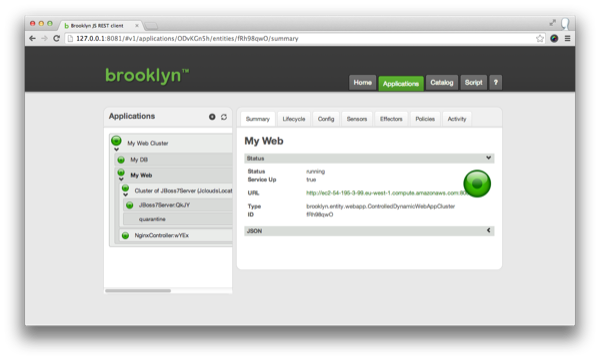 Brooklyn JS REST client
127.0.0.1:8081/#v1/applications/ODvKGn5h/entities/fRh98qwO/summary
brooklyn™
Home
Applications
Catalog
Script
?
Applications
My Web Cluster
My DB
My Web
Cluster of JBoss7Server (JcloudsLocat
JBoss7Server:QkJY
quarantine
NginxController:wYEx
Summary
Lifecycle
Config
Sensors
Effectors
Policies
Activity
My Web
Status
Status running
Service Up true
URL http://ec2-54-195-3-99.eu-west-1.compute.amazonaws.com:80
Type brooklyn.entity.webapp.ControlledDynamicWebAppCluster
ID fRh98qwO
JSON